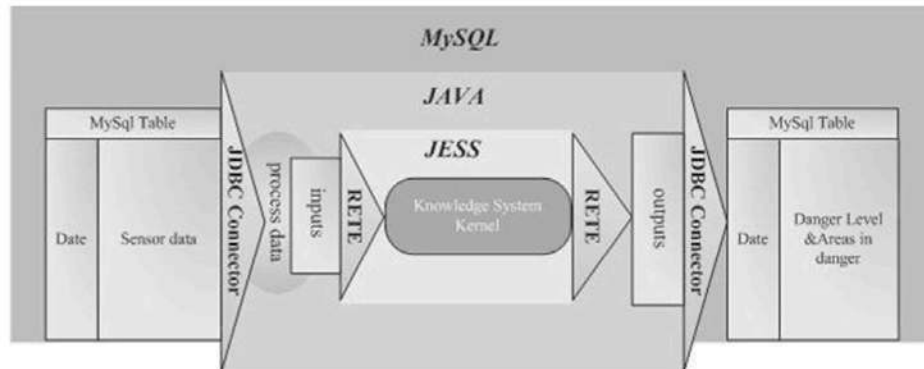 MySQL
JAVA
JESS
MySql Table
Date
Sensor data
JDBC Connector
process data
inputs
RETE
Knowledge System
Kernel
RETE
outputs
JDBC Connector
MySql Table
Date
Danger Level
&Areas in
danger